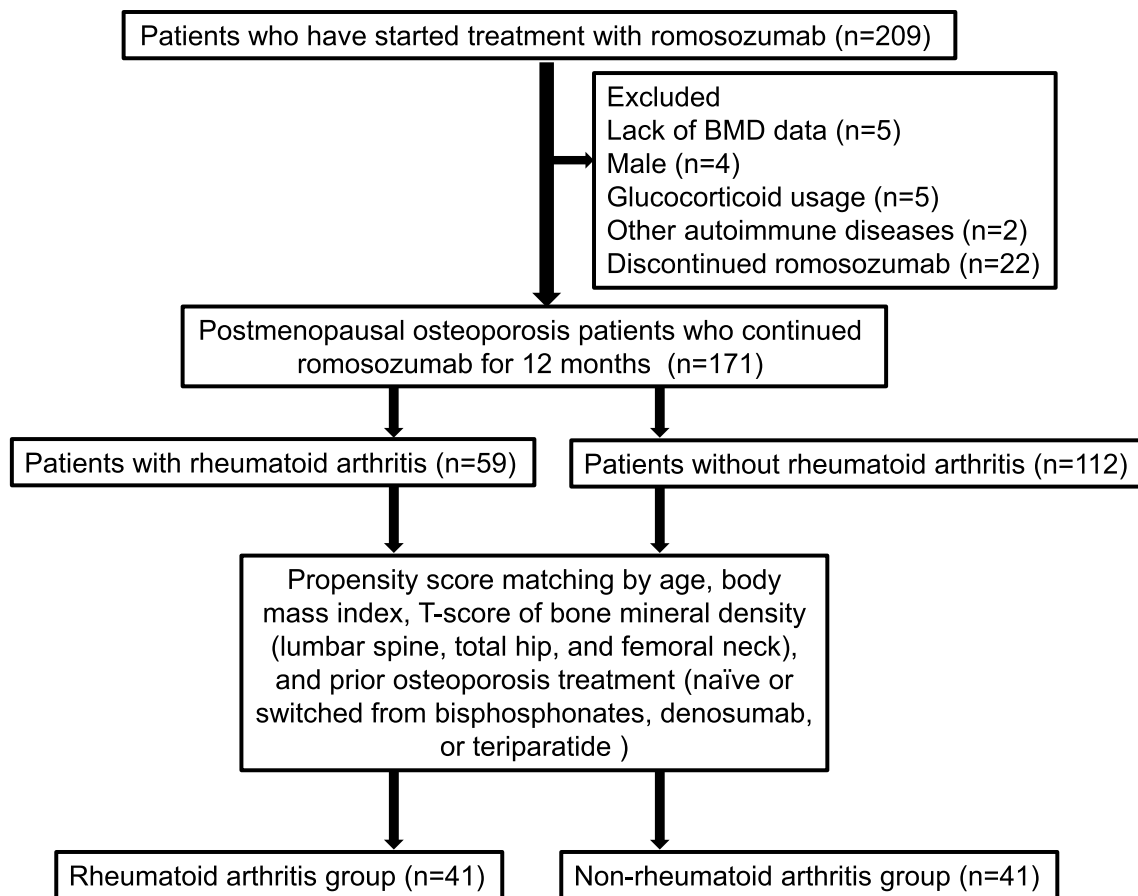 Patients who have started treatment with romosozumab (n=209)
Excluded
Lack of BMD data (n=5)
Male (n=4)
Glucocorticoid usage (n=5)
Other autoimmune diseases (n=2)
Discontinued romosozumab (n=22)
Postmenopausal osteoporosis patients who continued
romosozumab for 12 months  (n=171)
Patients with rheumatoid arthritis (n=59)
Patients without rheumatoid arthritis (n=112)
Propensity score matching by age, body
mass index, T-score of bone mineral density
(lumbar spine, total hip, and femoral neck),
and prior osteoporosis treatment (naïve or
switched from bisphosphonates, denosumab,
or teriparatide )
Rheumatoid arthritis group (n=41)
Non-rheumatoid arthritis group (n=41)